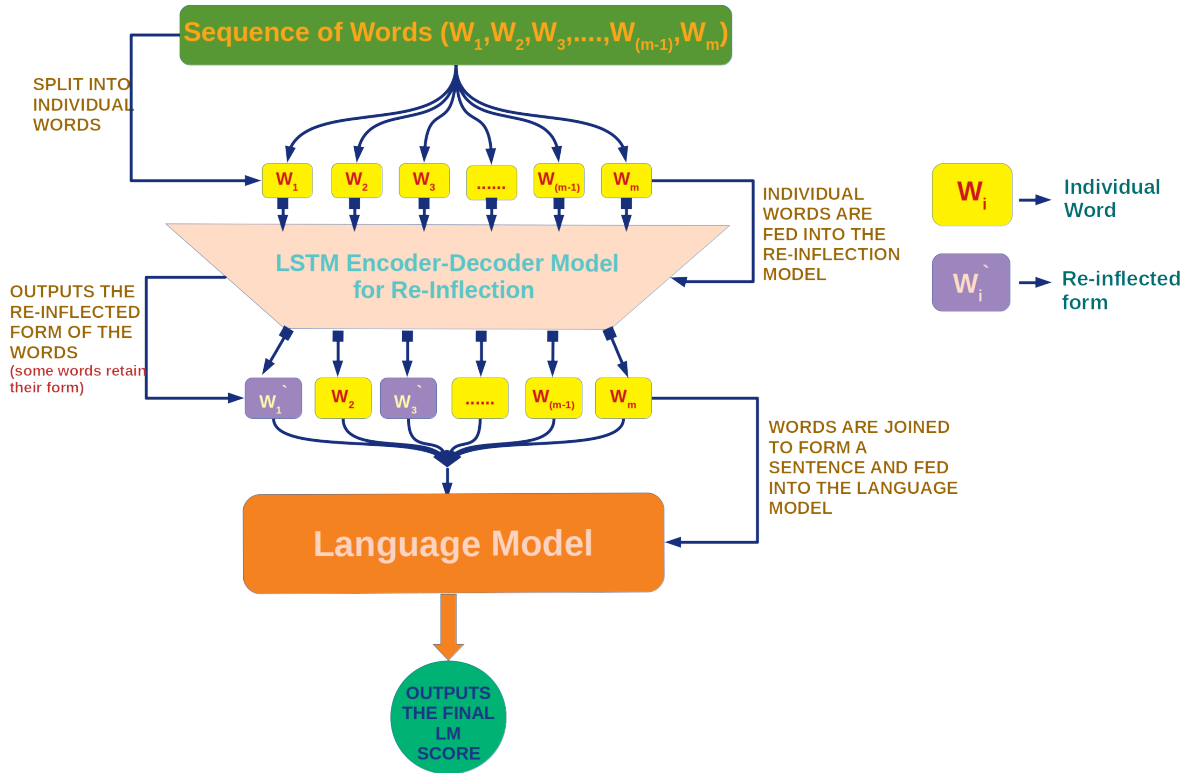 Sequence of Words (W1,W2,W3,....,W(m-1),Wm)
SPLIT INTO
INDIVIDUAL
WORDS
W1 W2 W3 ...... W(m-1) Wm
INDIVIDUAL
WORDS ARE
FED INTO THE
RE-INFLECTION
MODEL
Wi
Individual
Word
LSTM Encoder-Decoder Model
for Re-Inflection
Wi`
Re-inflected
form
OUTPUTS THE
RE-INFLECTED
FORM OF THE
WORDS
(some words retain
their form)
W1` W2 W3` ...... W(m-1) Wm
WORDS ARE JOINED
TO FORM A
SENTENCE AND FED
INTO THE LANGUAGE
MODEL
Language Model
OUTPUTS
THE FINAL
LM
SCORE